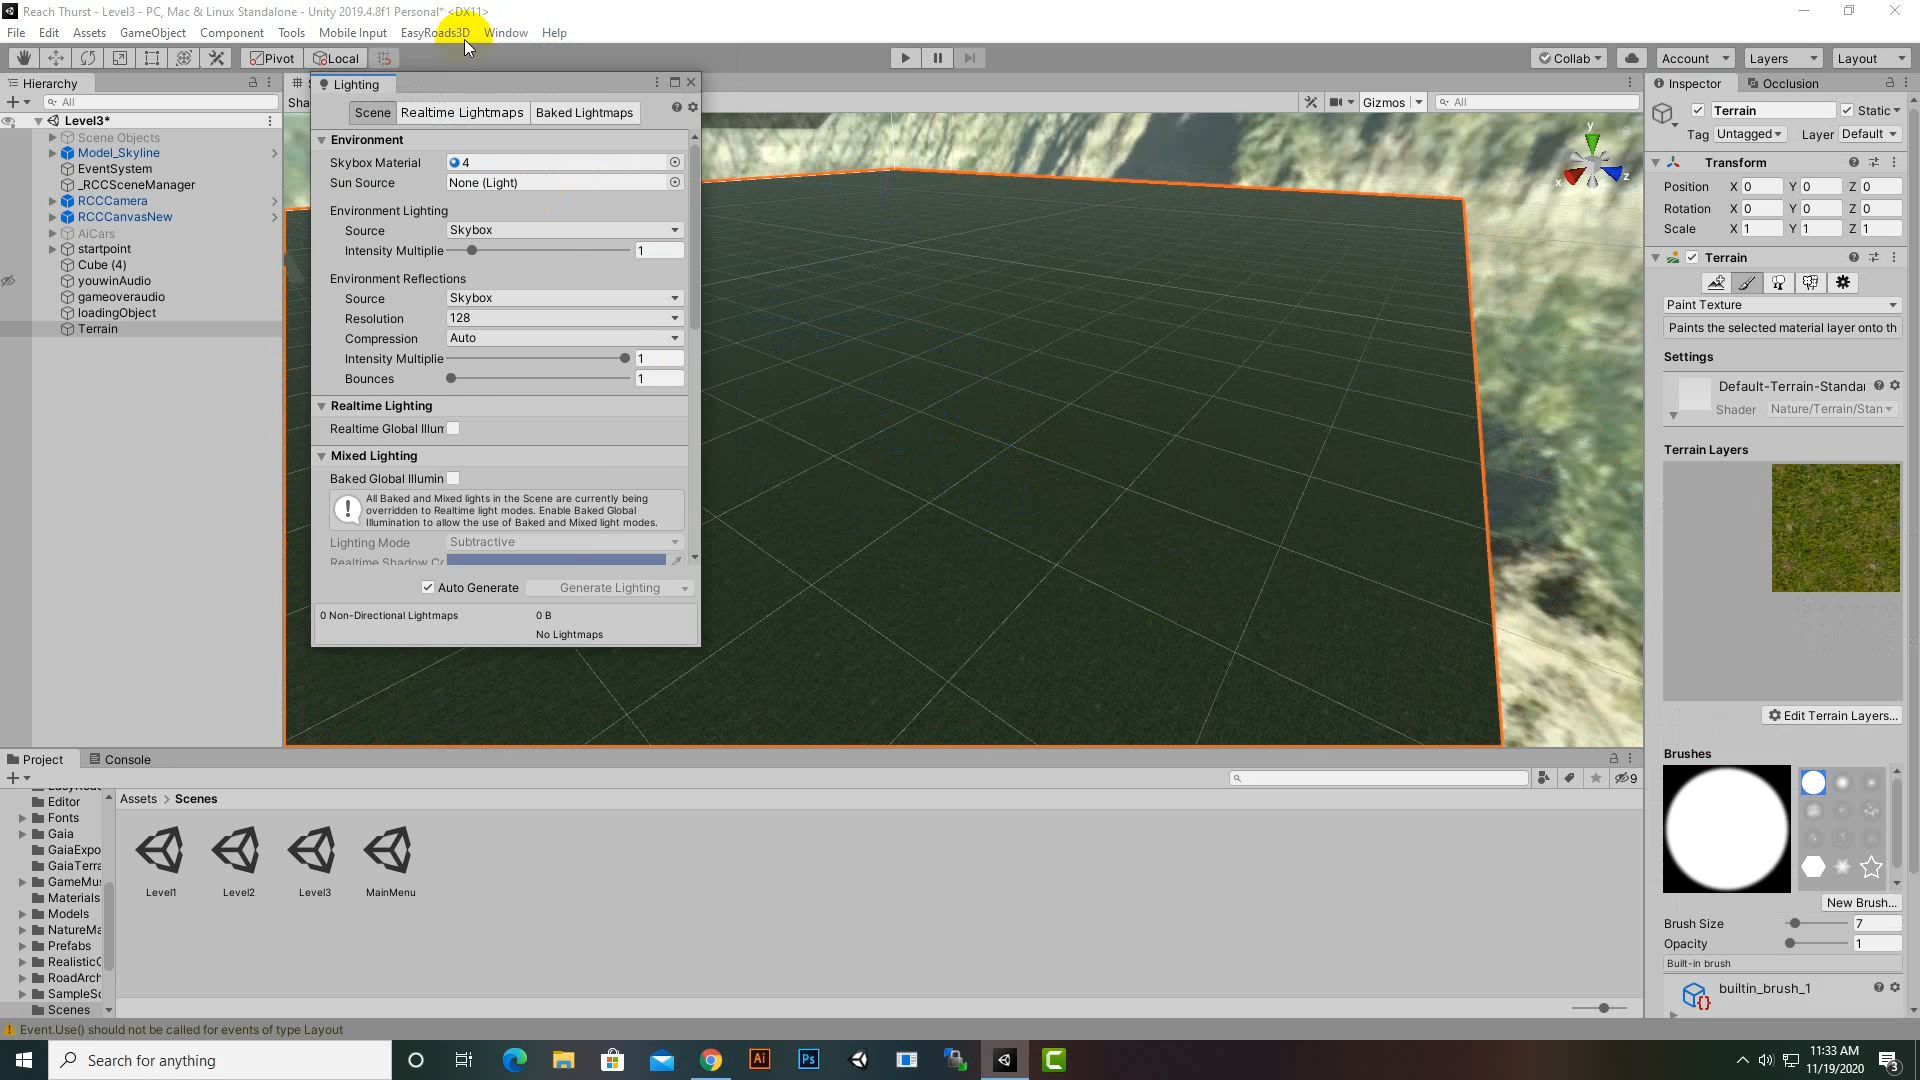 Reach Thurst - Level3 - PC, Mac & Linux Standalone - Unity 2019.4.8f1 Personal* <DX11>
File Edit Assets GameObject Component Tools Mobile Input EasyRoads3D Window Help
Pivot Local Collab Account Layers Layout
Hierarchy
All
Level3*
Scene Objects
Model_Skyline
EventSystem
_RCCSceneManager
RCCCamera
RCCCanvasNew
AiCars
startpoint
Cube (4)
youwinAudio
gameoveraudio
loadingObject
Terrain
Lighting
Scene Realtime Lightmaps Baked Lightmaps
Environment
Skybox Material 4
Sun Source None (Light)
Environment Lighting
Source Skybox
Intensity Multiplie 1
Environment Reflections
Source Skybox
Resolution 128
Compression Auto
Intensity Multiplie 1
Bounces 1
Realtime Lighting
Realtime Global Illum
Mixed Lighting
Baked Global Illumin
All Baked and Mixed lights in the Scene are currently being
overridden to Realtime light modes. Enable Baked Global
Illumination to allow the use of Baked and Mixed light modes.
Lighting Mode Subtractive
Realtime Shadow Co
Auto Generate Generate Lighting
0 Non-Directional Lightmaps 0 B
No Lightmaps
Gizmos All
y
x z
Inspector Occlusion
Terrain Static
Tag Untagged Layer Default
Transform
Position X 0 Y 0 Z 0
Rotation X 0 Y 0 Z 0
Scale X 1 Y 1 Z 1
Terrain
Paint Texture
Paints the selected material layer onto th
Settings
Default-Terrain-Standar
Shader Nature/Terrain/Stan
Terrain Layers
Edit Terrain Layers...
Brushes
New Brush...
Brush Size 7
Opacity 1
Built-in brush
builtin_brush_1
Project Console
9
Editor
Fonts
Gaia
GaiaExpo
GaiaTerra
GameMus
Materials
Models
NatureMa
Prefabs
RealisticC
RoadArch
SampleSc
Scenes
Assets > Scenes
Level1 Level2 Level3 MainMenu
Event.Use() should not be called for events of type Layout
Search for anything
Ai Ps
11:33 AM
11/19/2020
3